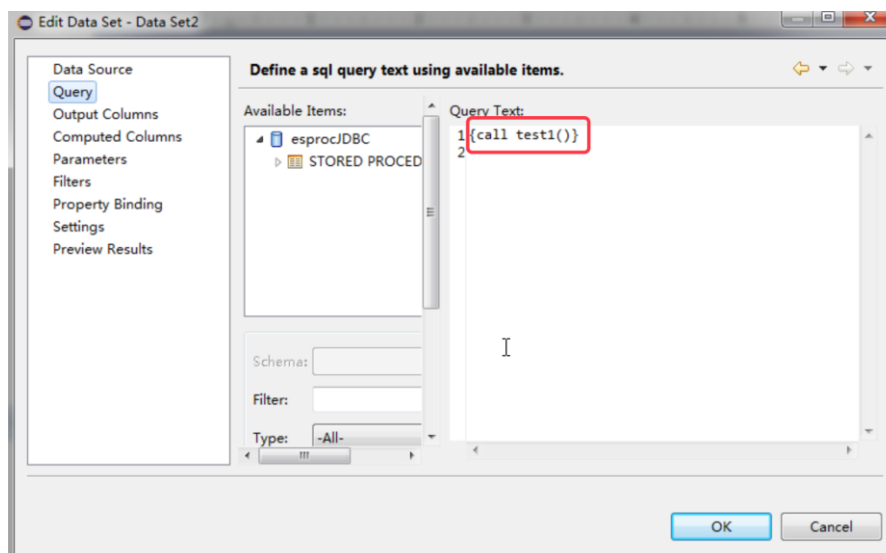 Edit Data Set - Data Set2
Data Source
Query
Output Columns
Computed Columns
Parameters
Filters
Property Binding
Settings
Preview Results
Define a sql query text using available items.
Available Items:
esprocJDBC
STORED PROCED
Schema:
Filter:
Type: -All-
Query Text:
1 {call test1()}
2
OK
Cancel